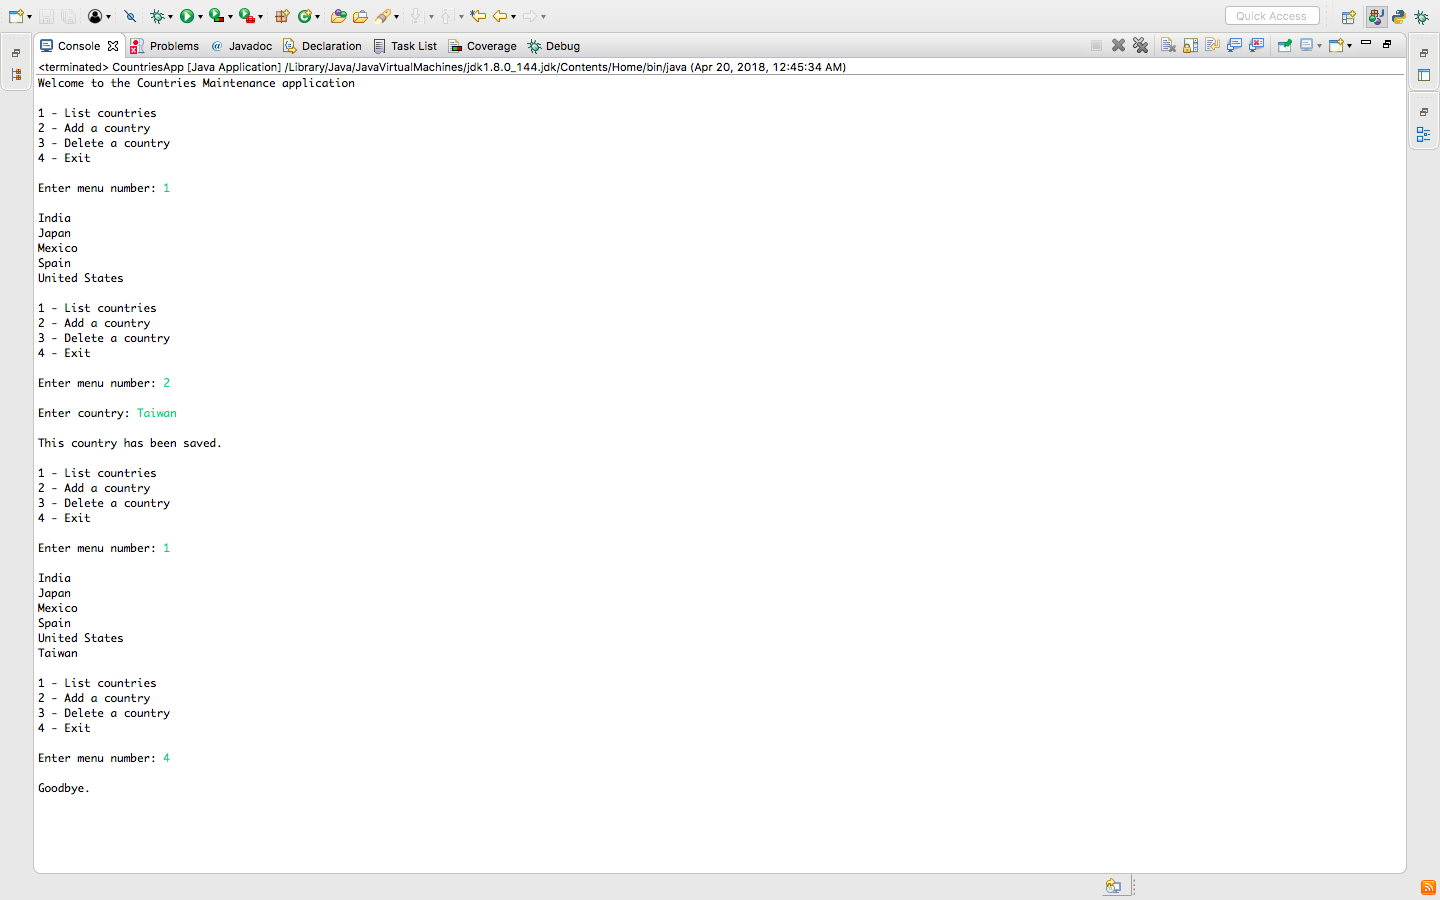 Quick Access
Console Problems Javadoc Declaration Task List Coverage Debug
<terminated> CountriesApp [Java Application] /Library/Java/JavaVirtualMachines/jdk1.8.0_144.jdk/Contents/Home/bin/java (Apr 20, 2018, 12:45:34 AM)
Welcome to the Countries Maintenance application
1 - List countries
2 - Add a country
3 - Delete a country
4 - Exit
Enter menu number: 1
India
Japan
Mexico
Spain
United States
1 - List countries
2 - Add a country
3 - Delete a country
4 - Exit
Enter menu number: 2
Enter country: Taiwan
This country has been saved.
1 - List countries
2 - Add a country
3 - Delete a country
4 - Exit
Enter menu number: 1
India
Japan
Mexico
Spain
United States
Taiwan
1 - List countries
2 - Add a country
3 - Delete a country
4 - Exit
Enter menu number: 4
Goodbye.